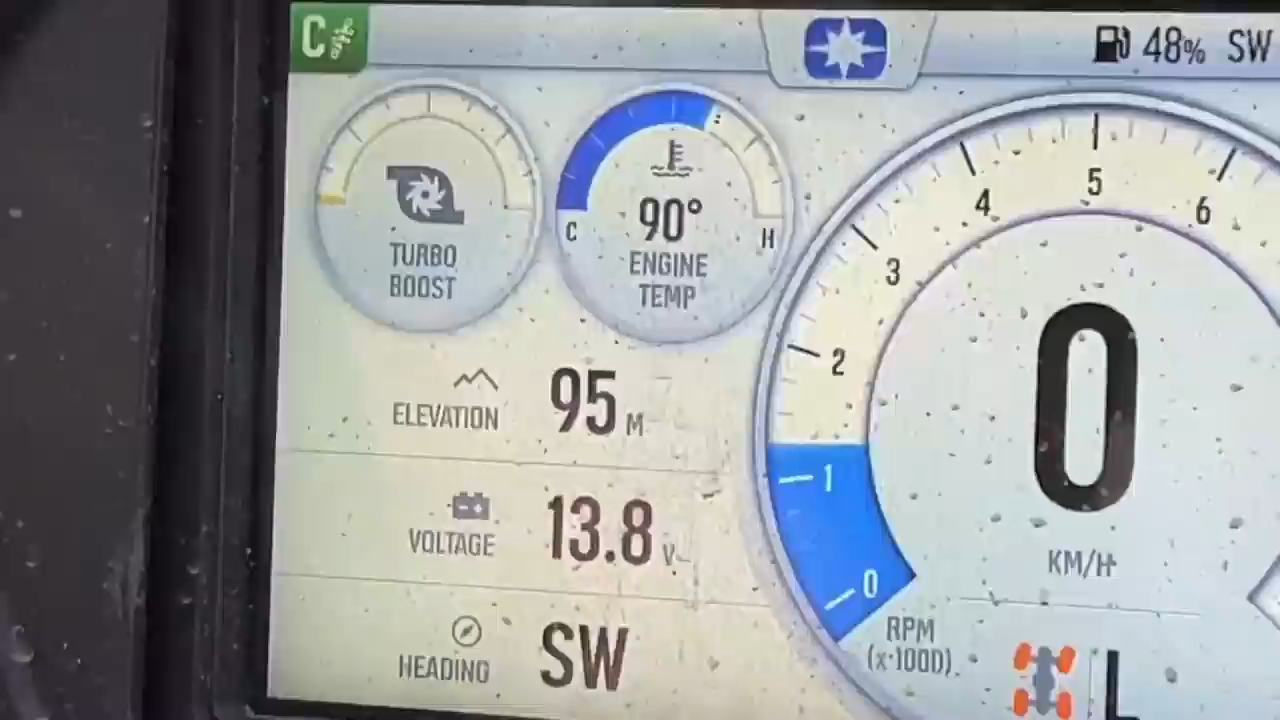 C
48% SW
TURBO
BOOST
90°
C H
ENGINE
TEMP
ELEVATION 95 M
VOLTAGE 13.8 V
HEADING SW
0
1
2
3
4
5
6
RPM
(x1000)
0
KM/H
L